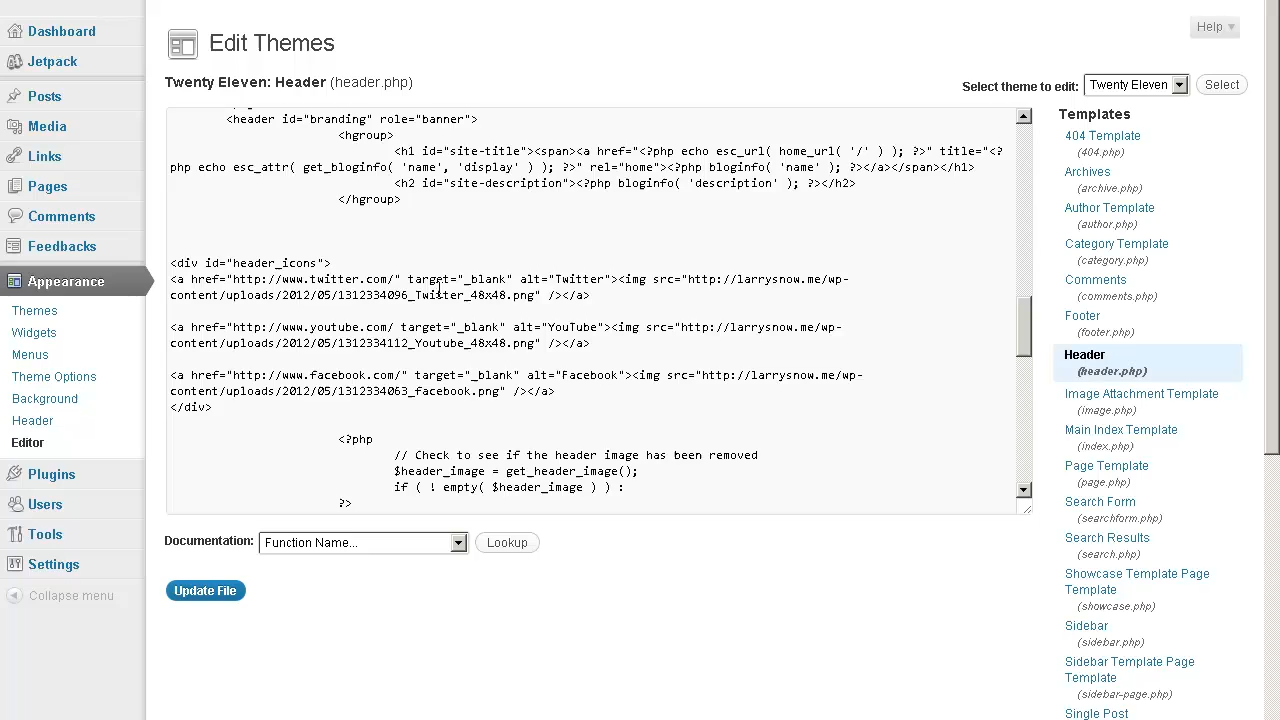 Help
Edit Themes
Twenty Eleven: Header (header.php)
Select theme to edit: Twenty Eleven Select
Dashboard
Jetpack
Posts
Media
Links
Pages
Comments
Feedbacks
Appearance
Themes
Widgets
Menus
Theme Options
Background
Header
Editor
Plugins
Users
Tools
Settings
Collapse menu
<header id="branding" role="banner">
<hgroup>
<h1 id="site-title"><span><a href="<?php echo esc_url( home_url( '/' ) ); ?>" title="<?
php echo esc_attr( get_bloginfo( 'name', 'display' ) ); ?>" rel="home"><?php bloginfo( 'name' ); ?></a></span></h1>
<h2 id="site-description"><?php bloginfo( 'description' ); ?></h2>
</hgroup>
<div id="header_icons">
<a href="http://www.twitter.com/" target="_blank" alt="Twitter"><img src="http://larrysnow.me/wp-
content/uploads/2012/05/1312334096_Twitter_48x48.png" /></a>
<a href="http://www.youtube.com/ target="_blank" alt="YouTube"><img src="http://larrysnow.me/wp-
content/uploads/2012/05/1312334112_Youtube_48x48.png" /></a>
<a href="http://www.facebook.com/" target="_blank" alt="Facebook"><img src="http://larrysnow.me/wp-
content/uploads/2012/05/1312534063_Facebook.png" /></a>
</div>
<?php
// Check to see if the header image has been removed
$header_image = get_header_image();
if ( ! empty( $header_image ) ) :
?>
Documentation: Function Name... Lookup
Update File
Templates
404 Template
(404.php)
Archives
(archive.php)
Author Template
(author.php)
Category Template
(category.php)
Comments
(comments.php)
Footer
(footer.php)
Header
(header.php)
Image Attachment Template
(image.php)
Main Index Template
(index.php)
Page Template
(page.php)
Search Form
(searchform.php)
Search Results
(search.php)
Showcase Template Page
Template
(showcase.php)
Sidebar
(sidebar.php)
Sidebar Template Page
Template
(sidebar-page.php)
Single Post